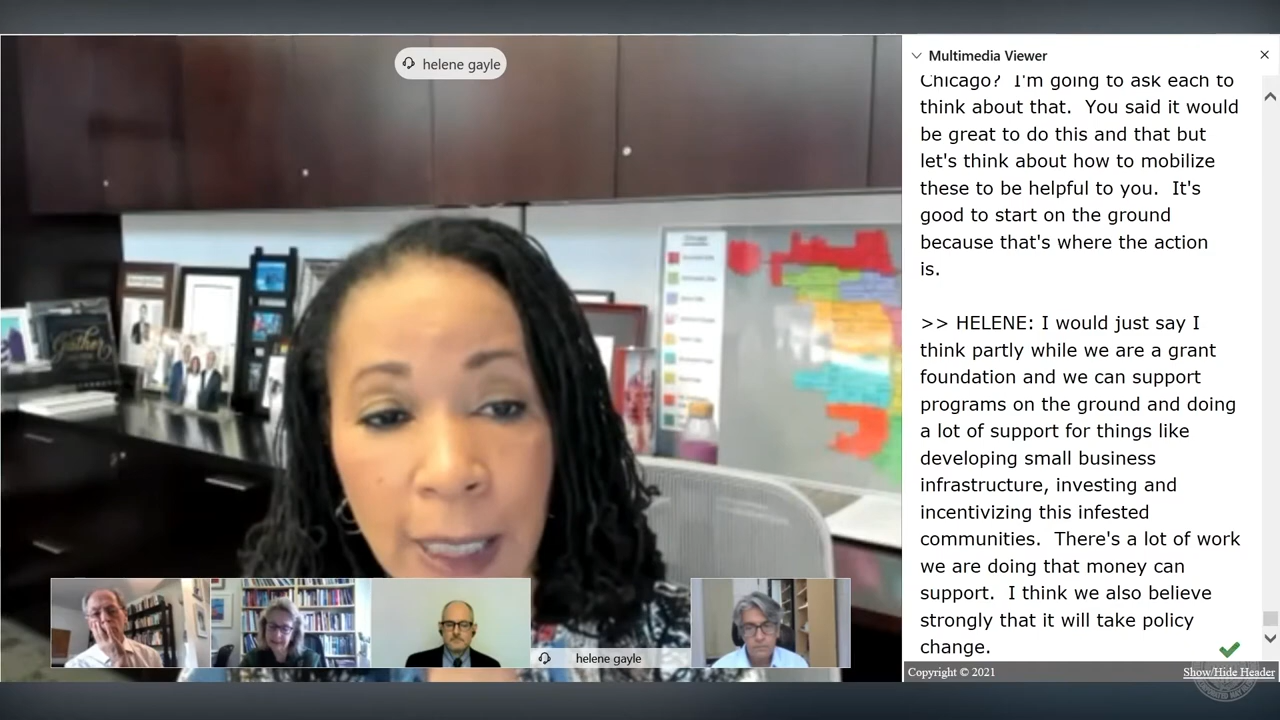 helene gayle
Multimedia Viewer
Chicago?  I'm going to ask each to
think about that.  You said it would
be great to do this and that but
let's think about how to mobilize
these to be helpful to you.  It's
good to start on the ground
because that's where the action
is.
>> HELENE: I would just say I
think partly while we are a grant
foundation and we can support
programs on the ground and doing
a lot of support for things like
developing small business
infrastructure, investing and
incentivizing this infested
communities.  There's a lot of work
we are doing that money can
support.  I think we also believe
strongly that it will take policy
change.
Gather
helene gayle
Copyright © 2021
Show/Hide Header